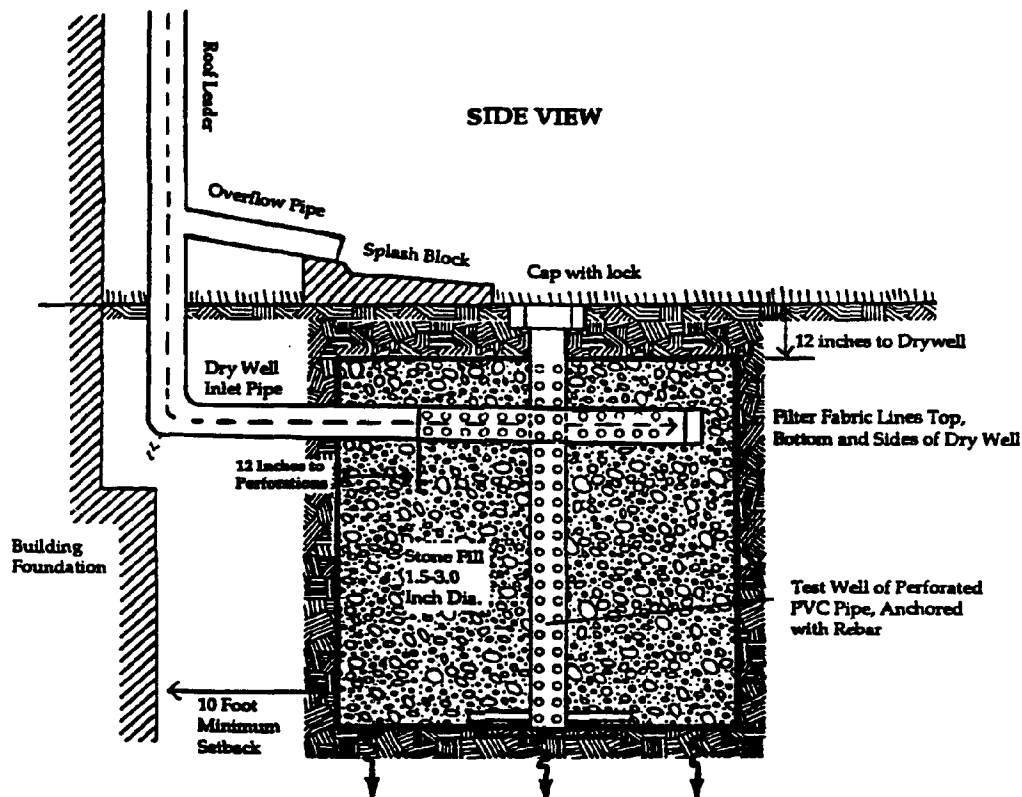 Roof Leader
SIDE VIEW
Overflow Pipe
Splash Block
Cap with lock
12 inches to Drywell
Dry Well
Inlet Pipe
Filter Fabric Lines Top,
Bottom and Sides of Dry Well
12 Inches to
Perforations
Building
Foundation
Stone Fill
1.5-3.0
Inch Dia.
Test Well of Perforated
PVC Pipe, Anchored
with Rebar
10 Foot
Minimum
Setback